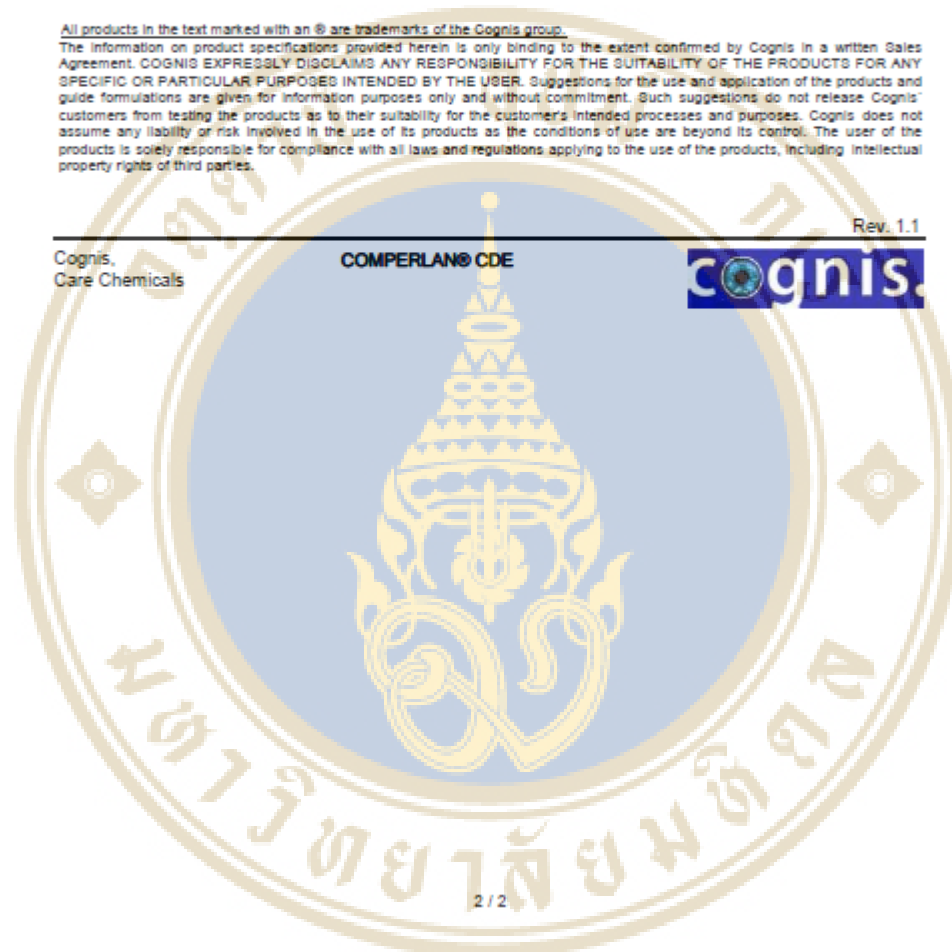 All products in the text marked with an ® are trademarks of the Cognis group.
The information on product specifications provided herein is only binding to the extent confirmed by Cognis in a written Sales
Agreement. COGNIS EXPRESSLY DISCLAIMS ANY RESPONSIBILITY FOR THE SUITABILITY OF THE PRODUCTS FOR ANY
SPECIFIC OR PARTICULAR PURPOSES INTENDED BY THE USER. Suggestions for the use and application of the products and
guide formulations are given for information purposes only and without commitment. Such suggestions do not release Cognis´
customers from testing the products as to their suitability for the customer's intended processes and purposes. Cognis does not
assume any liability or risk involved in the use of its products as the conditions of use are beyond its control. The user of the
products is solely responsible for compliance with all laws and regulations applying to the use of the products, including intellectual
property rights of third parties.
Rev. 1.1
Cognis,
Care Chemicals
COMPERLAN® CDE
cognis.
มหาวิทยาลัยมหิดล
2 / 2